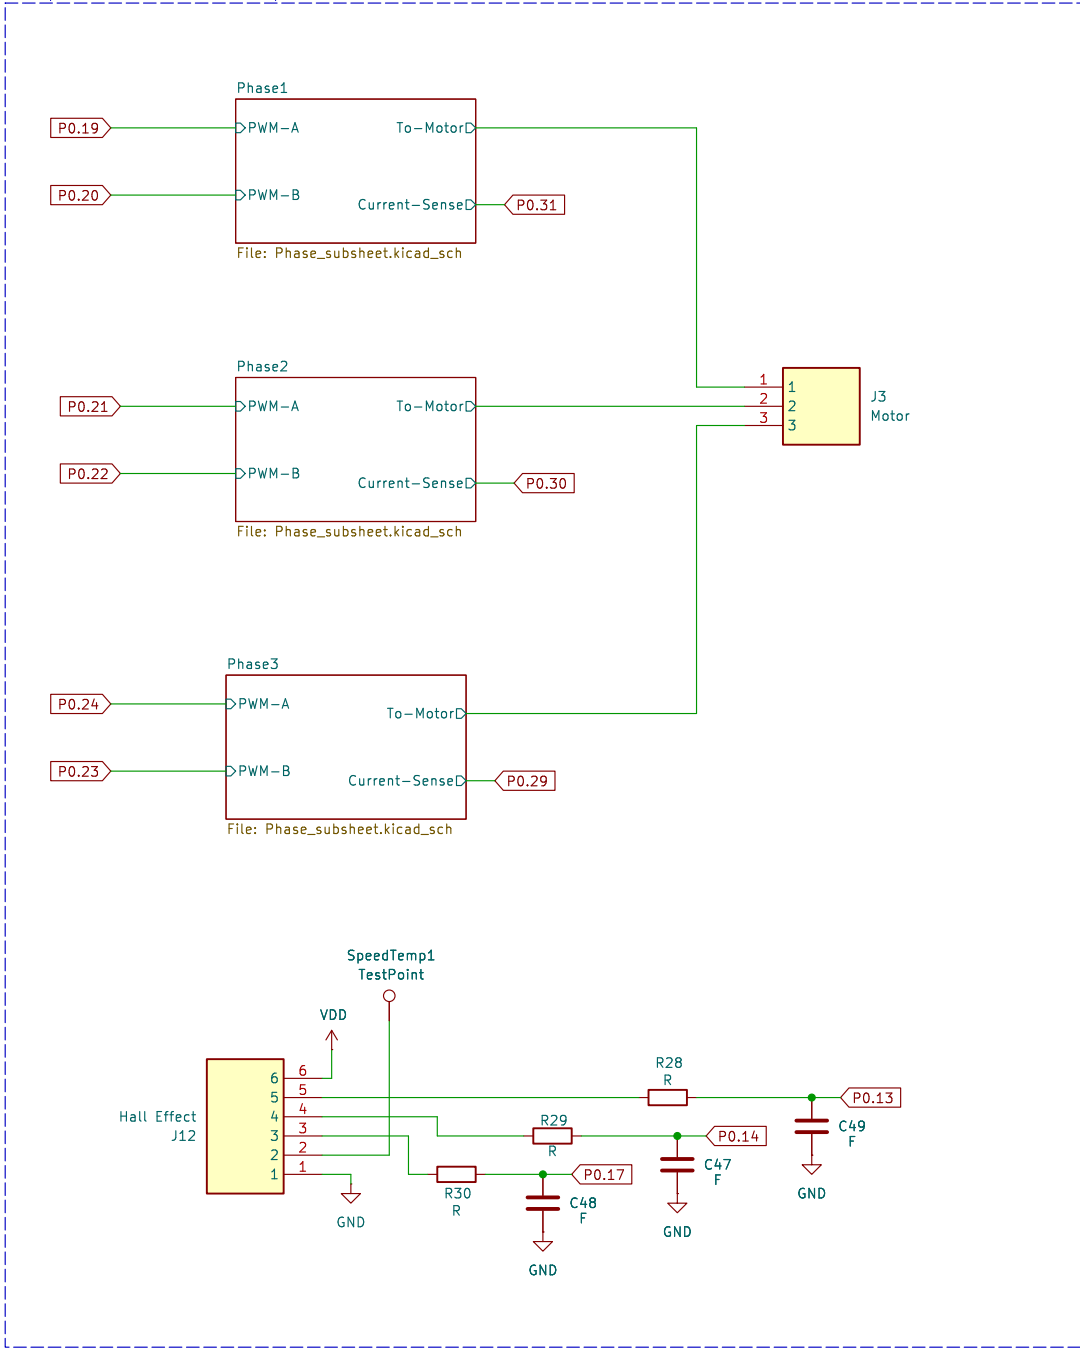 Phase1
P0.19
PWM-A
To-Motor
P0.20
PWM-B
Current-Sense
P0.31
File: Phase_subsheet.kicad_sch
Phase2
P0.21
PWM-A
To-Motor
P0.22
PWM-B
Current-Sense
P0.30
File: Phase_subsheet.kicad_sch
1
1
2
2
3
3
J3
Motor
Phase3
P0.24
PWM-A
To-Motor
P0.23
PWM-B
Current-Sense
P0.29
File: Phase_subsheet.kicad_sch
SpeedTemp1
TestPoint
VDD
Hall Effect
J12
6
6
5
5
4
4
3
3
2
2
1
1
GND
R28
R
P0.13
C49
F
GND
R29
R
P0.14
C47
F
GND
R30
R
P0.17
C48
F
GND